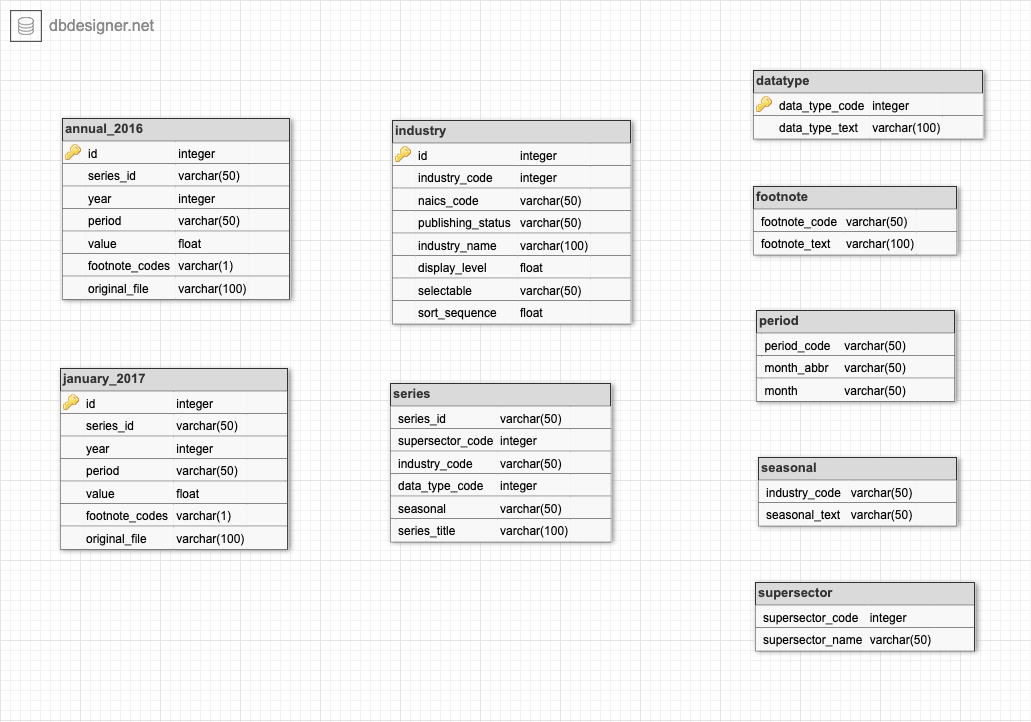 dbdesigner.net
annual_2016
id integer
series_id varchar(50)
year integer
period varchar(50)
value float
footnote_codes varchar(1)
original_file varchar(100)
january_2017
id integer
series_id varchar(50)
year integer
period varchar(50)
value float
footnote_codes varchar(1)
original_file varchar(100)
industry
id integer
industry_code integer
naics_code varchar(50)
publishing_status varchar(50)
industry_name varchar(100)
display_level float
selectable varchar(50)
sort_sequence float
series
series_id varchar(50)
supersector_code integer
industry_code varchar(50)
data_type_code integer
seasonal varchar(50)
series_title varchar(100)
datatype
data_type_code integer
data_type_text varchar(100)
footnote
footnote_code varchar(50)
footnote_text varchar(100)
period
period_code varchar(50)
month_abbr varchar(50)
month varchar(50)
seasonal
industry_code varchar(50)
seasonal_text varchar(50)
supersector
supersector_code integer
supersector_name varchar(50)